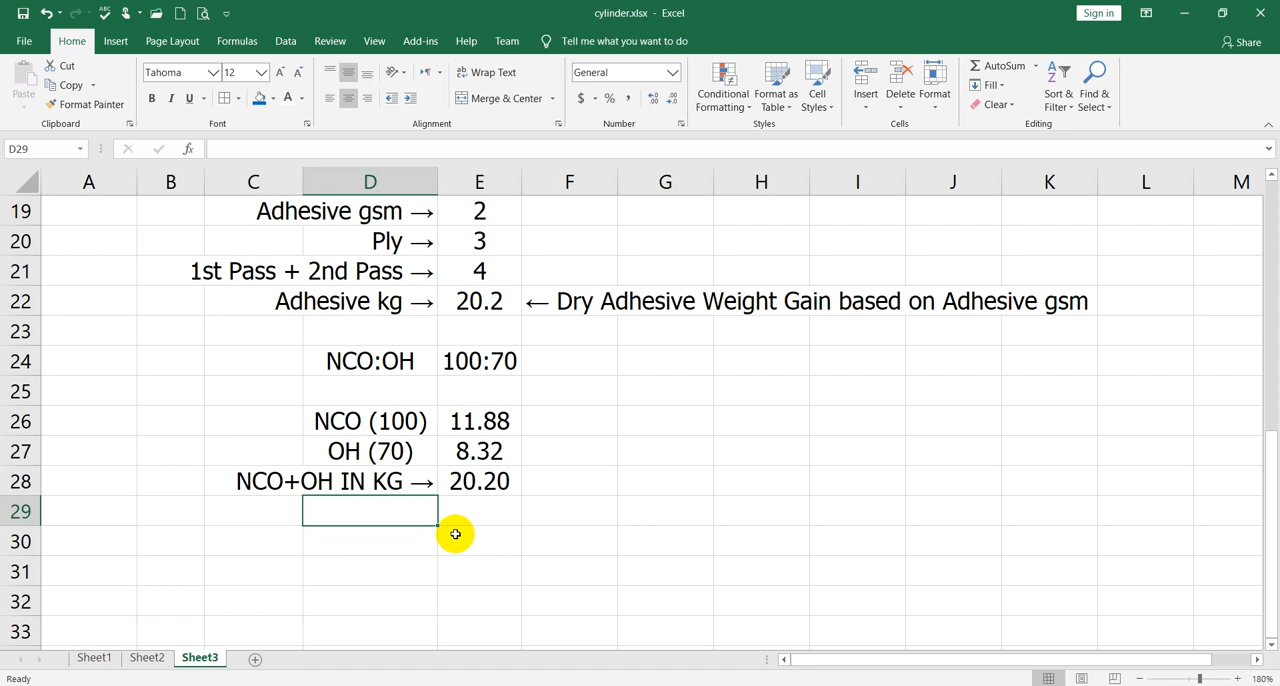 cylinder.xlsx - Excel
Sign in
File Home Insert Page Layout Formulas Data Review View Add-ins Help Team Tell me what you want to do Share
Paste Cut Copy Format Painter
Clipboard
Tahoma 12
B I U A
Font
Wrap Text
Merge & Center
Alignment
General
$ % ,
Number
Conditional Formatting Format as Table Cell Styles
Styles
Insert Delete Format
Cells
AutoSum
Fill
Clear
Sort & Filter Find & Select
Editing
D29 fx
A B C D E F G H I J K L M
19 Adhesive gsm → 2
20 Ply → 3
21 1st Pass + 2nd Pass → 4
22 Adhesive kg → 20.2 ← Dry Adhesive Weight Gain based on Adhesive gsm
23
24 NCO:OH 100:70
25
26 NCO (100) 11.88
27 OH (70) 8.32
28 NCO+OH IN KG → 20.20
29
30
31
32
33
Sheet1 Sheet2 Sheet3
Ready 180%